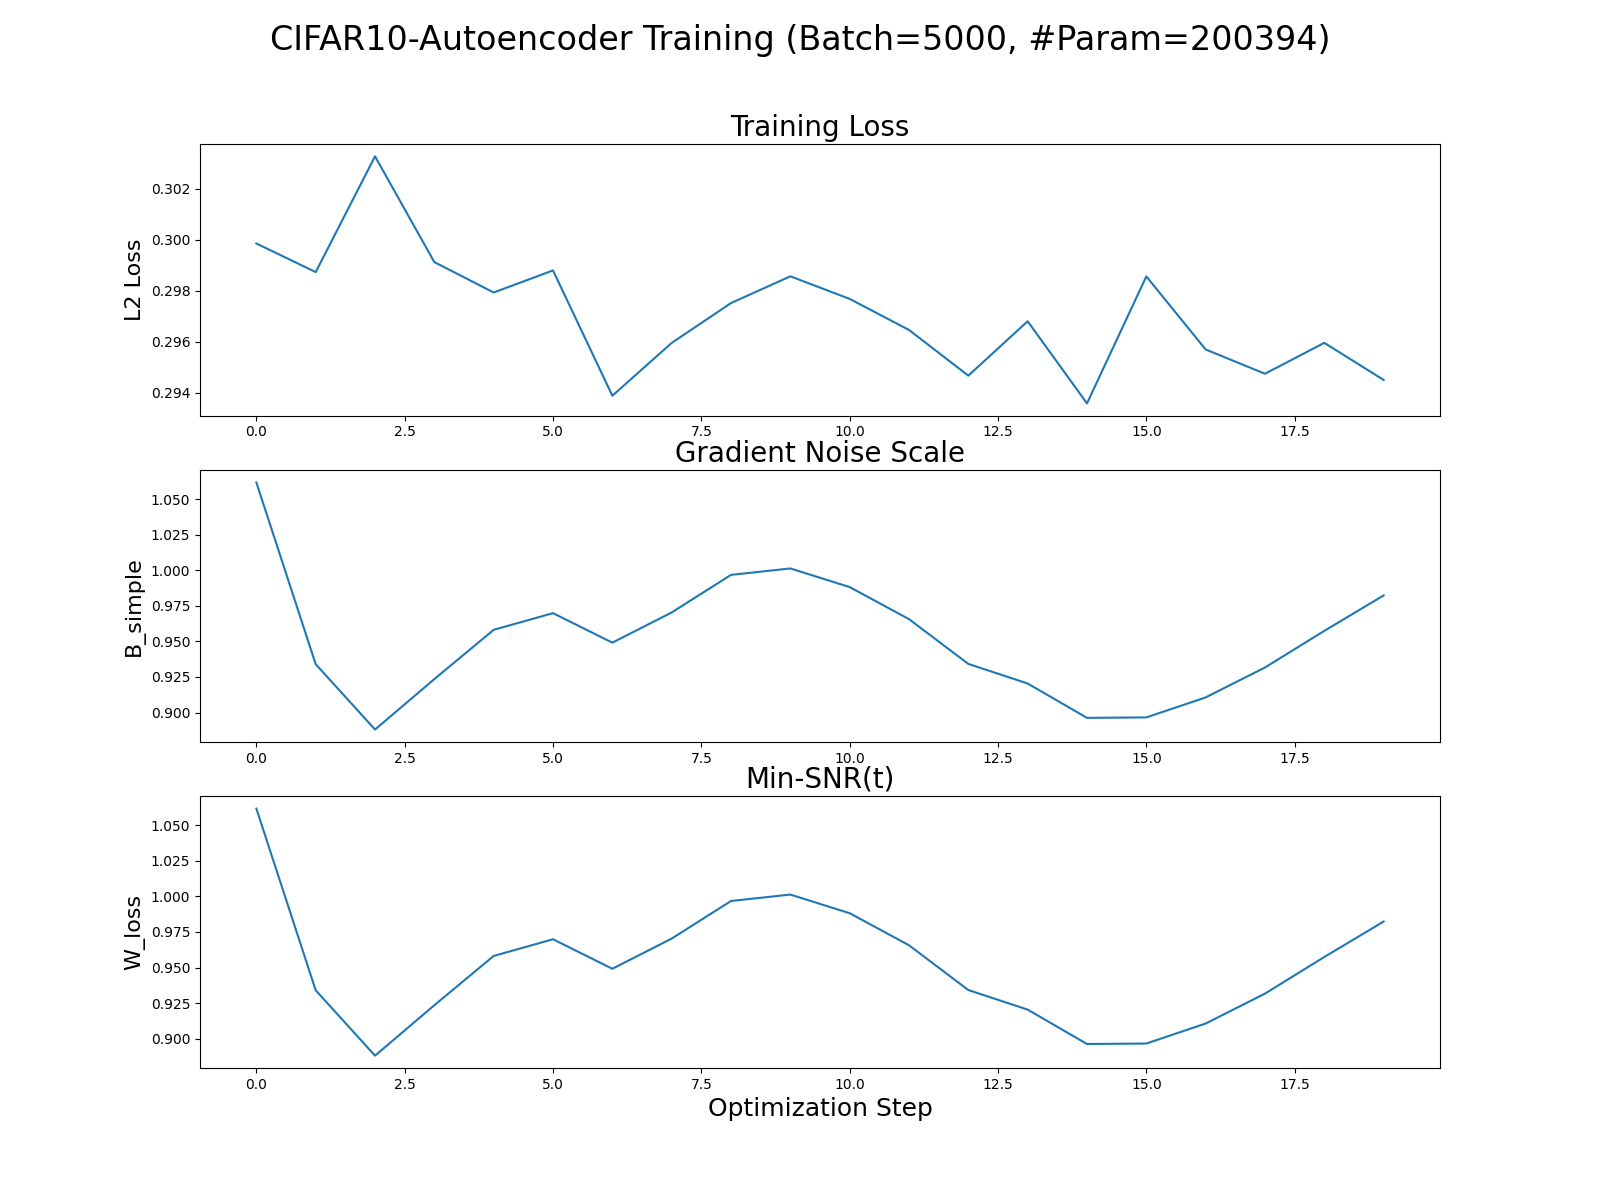 CIFAR10-Autoencoder Training (Batch=5000, #Param=200394)
Training Loss
L2 Loss
0.302
0.300
0.298
0.296
0.294
0.0 2.5 5.0 7.5 10.0 12.5 15.0 17.5
Gradient Noise Scale
B_simple
1.050
1.025
1.000
0.975
0.950
0.925
0.900
0.0 2.5 5.0 7.5 10.0 12.5 15.0 17.5
Min-SNR(t)
W_loss
1.050
1.025
1.000
0.975
0.950
0.925
0.900
0.0 2.5 5.0 7.5 10.0 12.5 15.0 17.5
Optimization Step